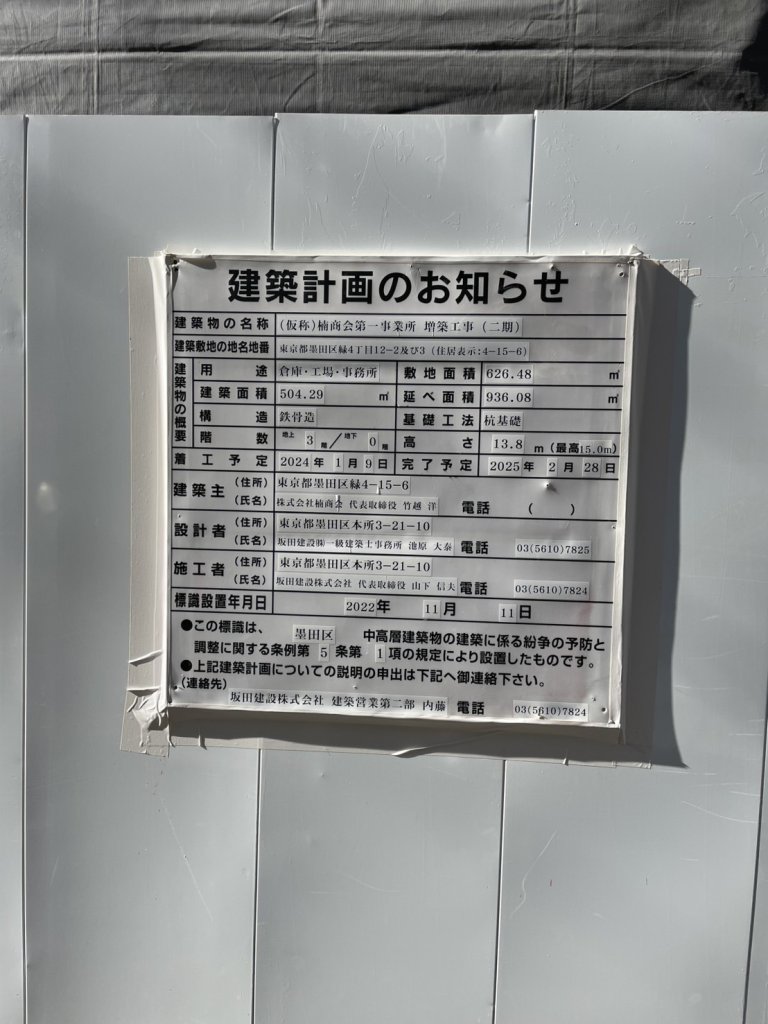 建築計画のお知らせ
建築物の名称 (仮称)楠商会第一事業所 増築工事 (二期)
建築敷地の地名地番 東京都墨田区緑4丁目12-2及び3 (住居表示:4-15-6)
建築物の概要
用途 倉庫・工場・事務所 敷地面積 626.48 ㎡
建築面積 504.29 ㎡ 延べ面積 936.08 ㎡
構造 鉄骨造 基礎工法 杭基礎
階数 地上 3 階/地下 0 階 高さ 13.8 m (最高15.0m)
着工予定 2024年 1月 9日 完了予定 2025年 2月 28日
建築主 (住所) 東京都墨田区緑4-15-6
(氏名) 株式会社楠商会 代表取締役 竹越 洋 電話 ( )
設計者 (住所) 東京都墨田区本所3-21-10
(氏名) 坂田建設㈱一級建築士事務所 池原 大泰 電話 03(5610)7825
施工者 (住所) 東京都墨田区本所3-21-10
(氏名) 坂田建設株式会社 代表取締役 山下 信夫 電話 03(5610)7824
標識設置年月日 2022年 11月 11日
●この標識は、 墨田区 中高層建築物の建築に係る紛争の予防と
調整に関する条例第 5 条第 1 項の規定により設置したものです。
●上記建築計画についての説明の申出は下記へ御連絡下さい。
(連絡先)
坂田建設株式会社 建築営業第二部 内藤 電話 03(5610)7824